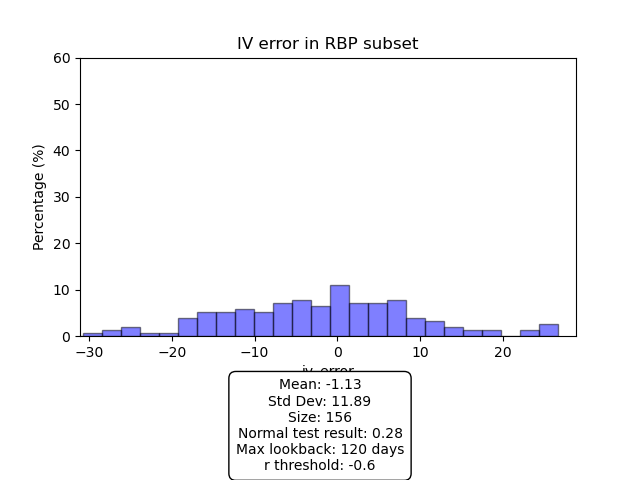 IV error in RBP subset
Percentage (%)
60
50
40
30
20
10
0
−30 −20 −10 0 10 20
iv_error
Mean: -1.13
Std Dev: 11.89
Size: 156
Normal test result: 0.28
Max lookback: 120 days
r threshold: -0.6